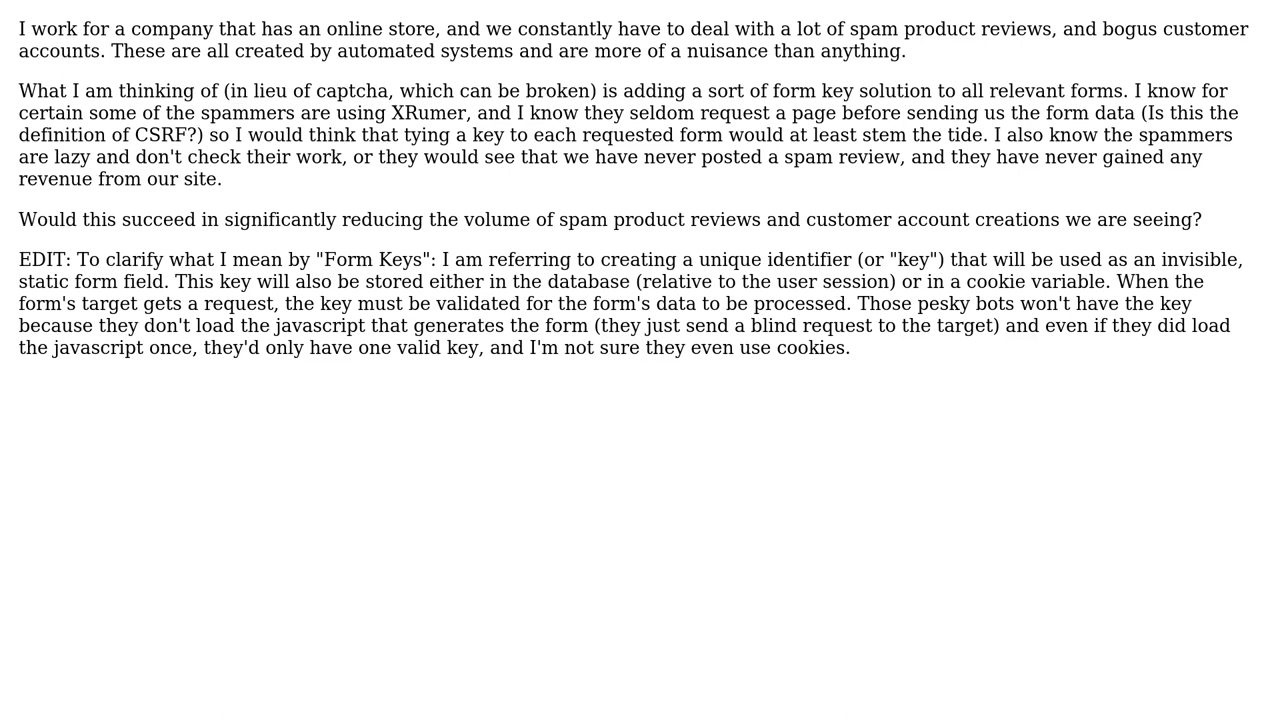 I work for a company that has an online store, and we constantly have to deal with a lot of spam product reviews, and bogus customer
accounts. These are all created by automated systems and are more of a nuisance than anything.
What I am thinking of (in lieu of captcha, which can be broken) is adding a sort of form key solution to all relevant forms. I know for
certain some of the spammers are using XRumer, and I know they seldom request a page before sending us the form data (Is this the
definition of CSRF?) so I would think that tying a key to each requested form would at least stem the tide. I also know the spammers
are lazy and don't check their work, or they would see that we have never posted a spam review, and they have never gained any
revenue from our site.
Would this succeed in significantly reducing the volume of spam product reviews and customer account creations we are seeing?
EDIT: To clarify what I mean by "Form Keys": I am referring to creating a unique identifier (or "key") that will be used as an invisible,
static form field. This key will also be stored either in the database (relative to the user session) or in a cookie variable. When the
form's target gets a request, the key must be validated for the form's data to be processed. Those pesky bots won't have the key
because they don't load the javascript that generates the form (they just send a blind request to the target) and even if they did load
the javascript once, they'd only have one valid key, and I'm not sure they even use cookies.